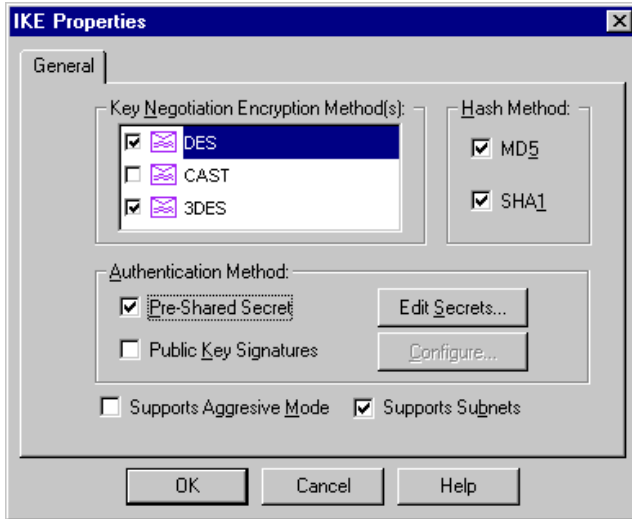 IKE Properties
General
Key Negotiation Encryption Method(s):
DES
CAST
3DES
Hash Method:
MD5
SHA1
Authentication Method:
Pre-Shared Secret
Edit Secrets...
Public Key Signatures
Configure...
Supports Aggresive Mode
Supports Subnets
OK
Cancel
Help